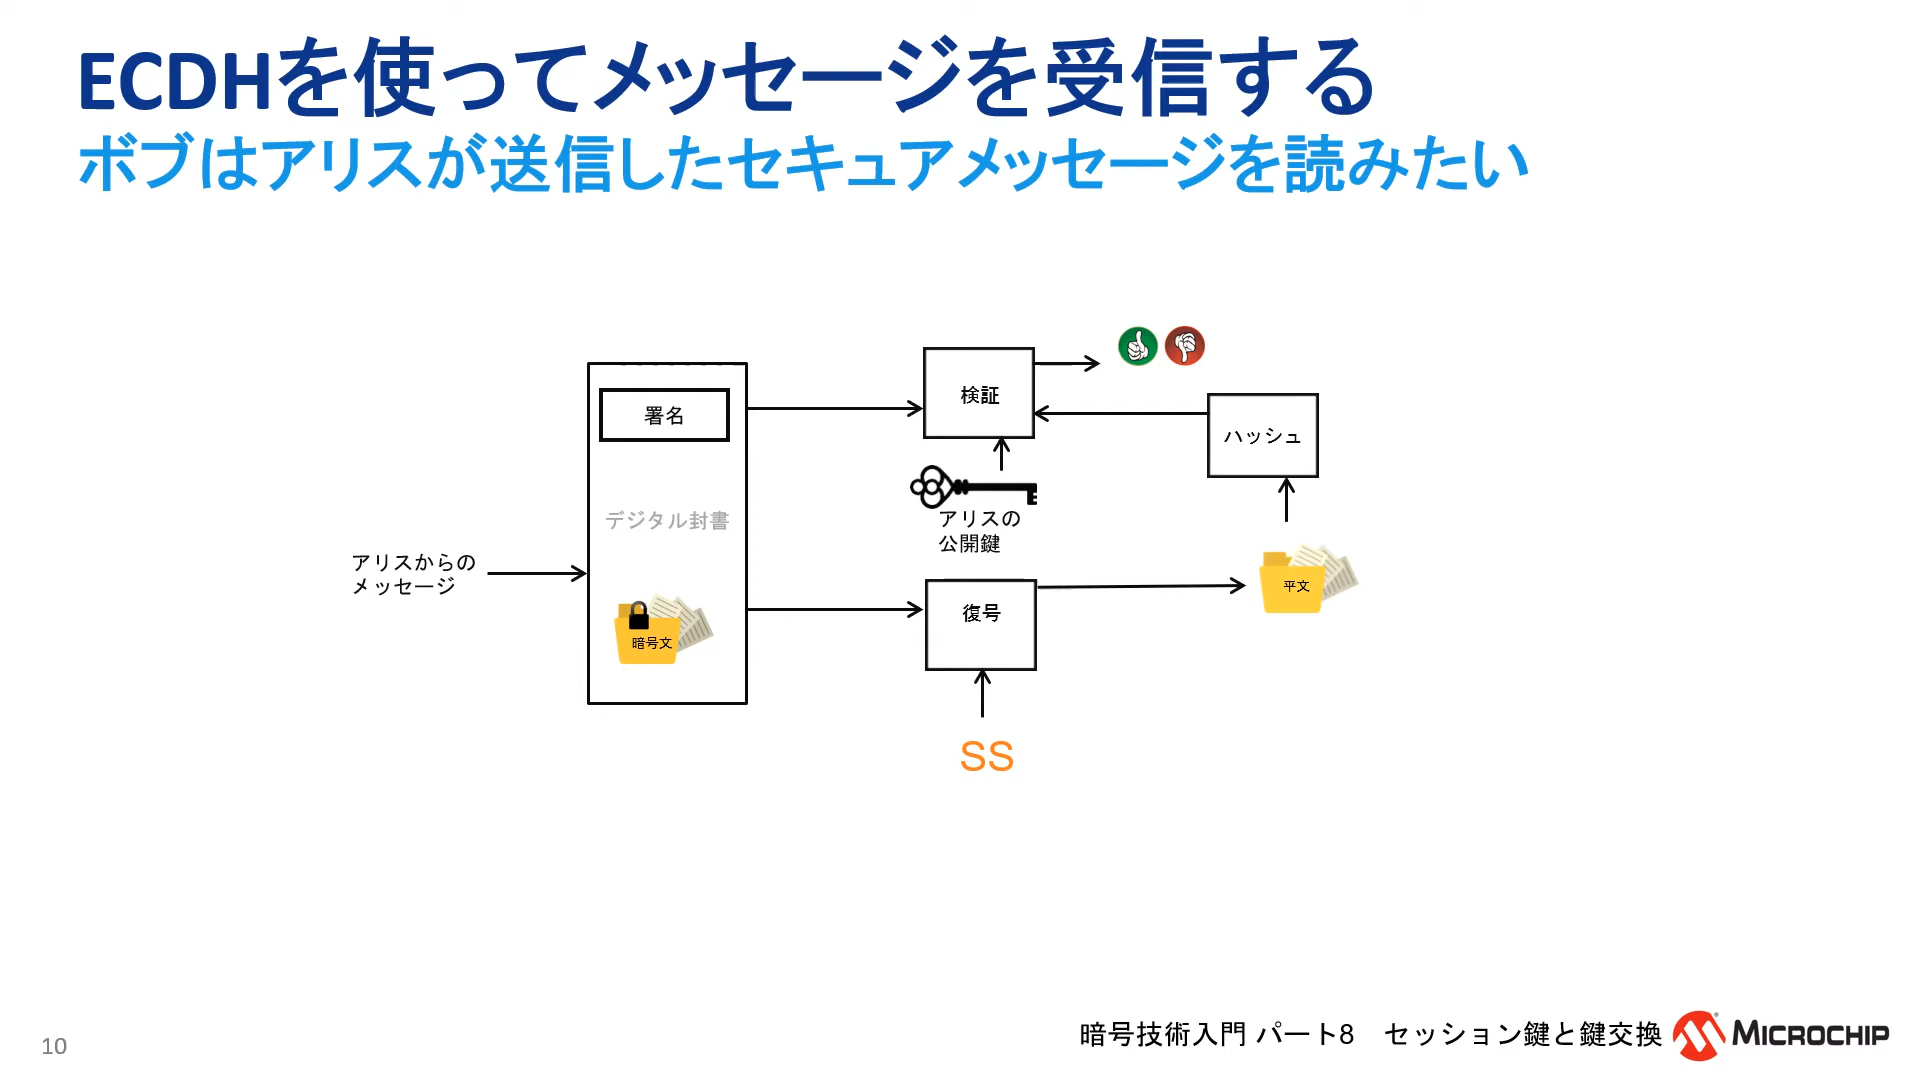 ECDHを使ってメッセージを受信する
ボブはアリスが送信したセキュアメッセージを読みたい
署名
検証
ハッシュ
デジタル封書
アリスの
公開鍵
アリスからの
メッセージ
暗号文
復号
平文
SS
10
暗号技術入門 パート8　セッション鍵と鍵交換
MICROCHIP